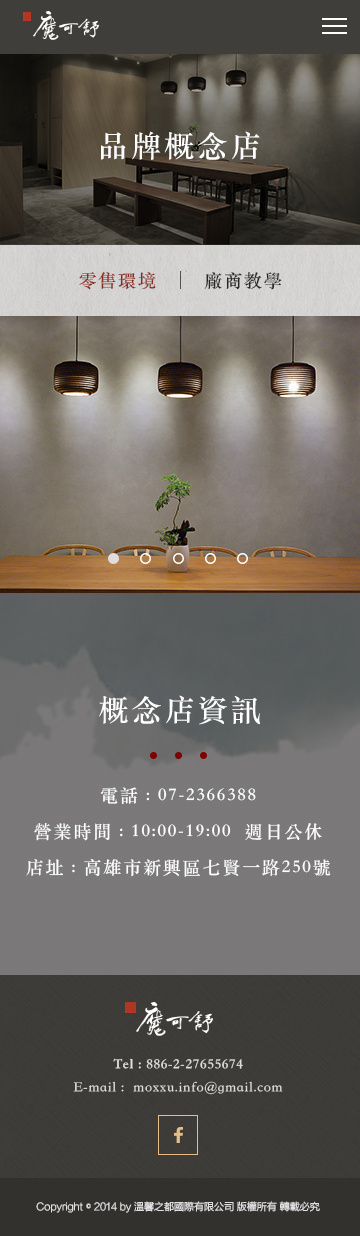 魔可舒
品牌概念店
零售環境 | 廠商教學
概念店資訊
電話：07-2366388
營業時間：10:00-19:00 週日公休
店址：高雄市新興區七賢一路250號
魔可舒
Tel : 886-2-27655674
E-mail : moxxu.info@gmail.com
f
Copyright © 2014 by 溫馨之都國際有限公司 版權所有 轉載必究